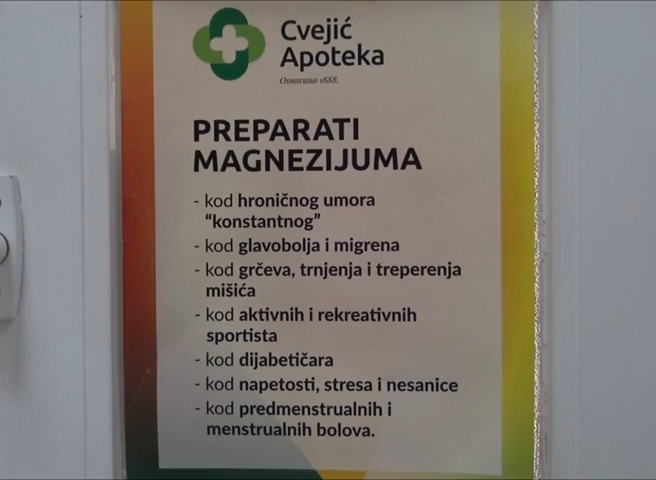 Cvejić
Apoteka
Osnovano 1888.
PREPARATI
MAGNEZIJUMA
- kod hroničnog umora
“konstantnog”
- kod glavobolja i migrena
- kod grčeva, trnjenja i treperenja
mišića
- kod aktivnih i rekreativnih
sportista
- kod dijabetičara
- kod napetosti, stresa i nesanice
- kod predmenstrualnih i
menstrualnih bolova.